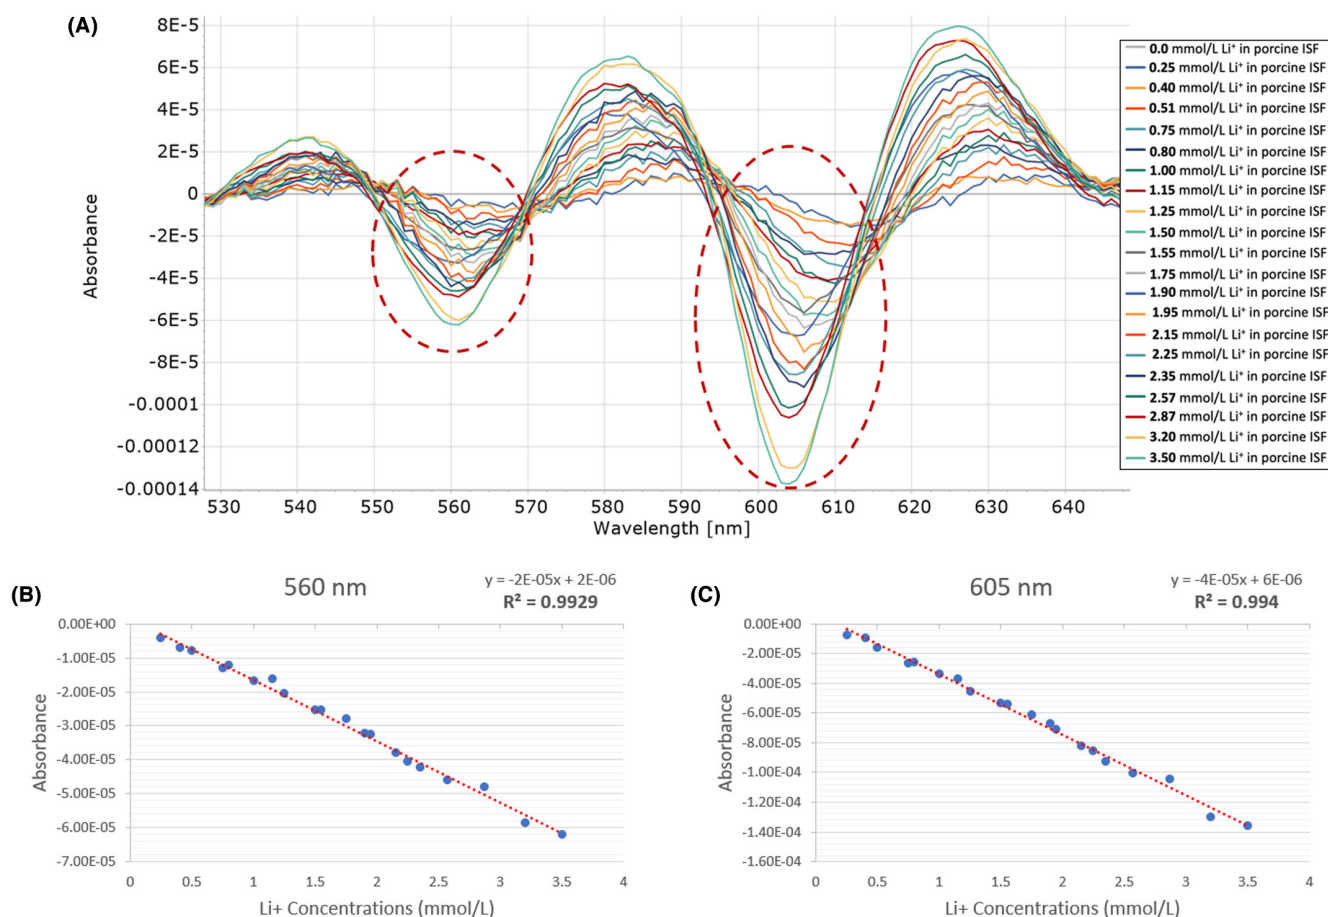 (A)
8E-5
6E-5
4E-5
2E-5
0
-2E-5
-4E-5
-6E-5
-8E-5
-0.0001
-0.00012
-0.00014
Absorbance
530 540 550 560 570 580 590 600 610 620 630 640
Wavelength [nm]
0.0 mmol/L Li⁺ in porcine ISF
0.25 mmol/L Li⁺ in porcine ISF
0.40 mmol/L Li⁺ in porcine ISF
0.51 mmol/L Li⁺ in porcine ISF
0.75 mmol/L Li⁺ in porcine ISF
0.80 mmol/L Li⁺ in porcine ISF
1.00 mmol/L Li⁺ in porcine ISF
1.15 mmol/L Li⁺ in porcine ISF
1.25 mmol/L Li⁺ in porcine ISF
1.50 mmol/L Li⁺ in porcine ISF
1.55 mmol/L Li⁺ in porcine ISF
1.75 mmol/L Li⁺ in porcine ISF
1.90 mmol/L Li⁺ in porcine ISF
1.95 mmol/L Li⁺ in porcine ISF
2.15 mmol/L Li⁺ in porcine ISF
2.25 mmol/L Li⁺ in porcine ISF
2.35 mmol/L Li⁺ in porcine ISF
2.57 mmol/L Li⁺ in porcine ISF
2.87 mmol/L Li⁺ in porcine ISF
3.20 mmol/L Li⁺ in porcine ISF
3.50 mmol/L Li⁺ in porcine ISF
(B)
560 nm
y = -2E-05x + 2E-06
R² = 0.9929
0.00E+00
-1.00E-05
-2.00E-05
-3.00E-05
-4.00E-05
-5.00E-05
-6.00E-05
-7.00E-05
Absorbance
0 0.5 1 1.5 2 2.5 3 3.5 4
Li+ Concentrations (mmol/L)
(C)
605 nm
y = -4E-05x + 6E-06
R² = 0.994
0.00E+00
-2.00E-05
-4.00E-05
-6.00E-05
-8.00E-05
-1.00E-04
-1.20E-04
-1.40E-04
-1.60E-04
Absorbance
0 0.5 1 1.5 2 2.5 3 3.5 4
Li+ Concentrations (mmol/L)